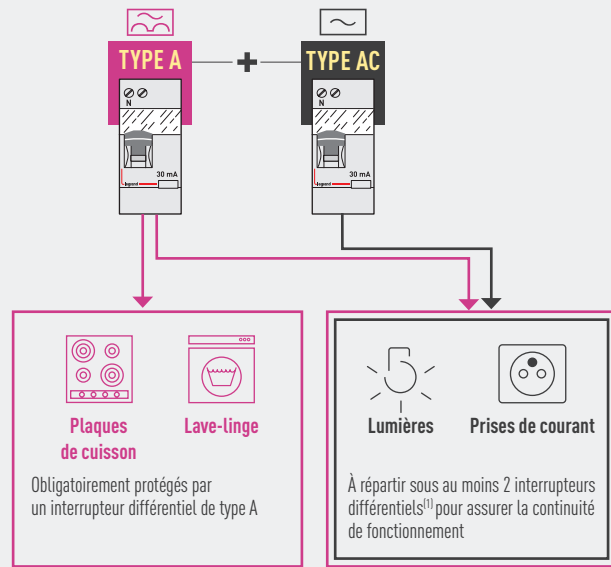 TYPE A
TYPE AC
N
30 mA
legrand
N
30 mA
legrand
Plaques
de cuisson
Lave-linge
Obligatoirement protégés par
un interrupteur différentiel de type A
Lumières
Prises de courant
À répartir sous au moins 2 interrupteurs
différentiels(1) pour assurer la continuité
de fonctionnement